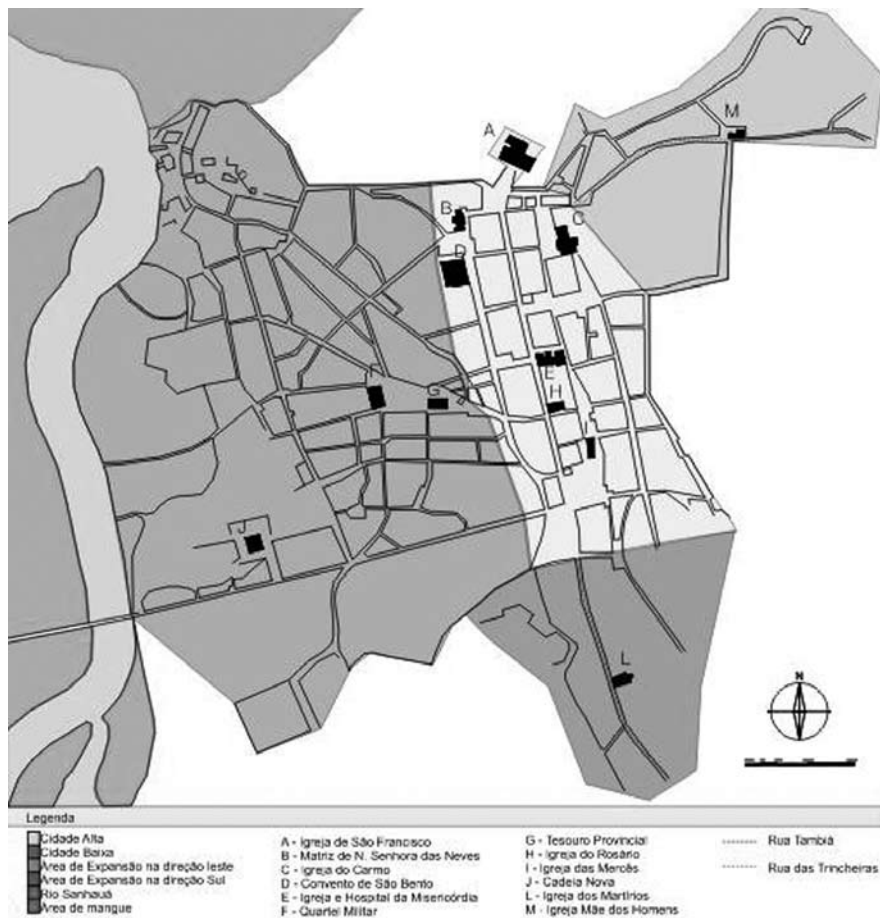 M
A
B
C
D
E
G
H
I
J
L
N
Legenda
Cidade Alta
Cidade Baixa
Área de Expansão na direção leste
Área de Expansão na direção Sul
Rio Sanhauá
Área de mangue
A - Igreja de São Francisco
B - Matriz de N. Senhora das Neves
C - Igreja do Carmo
D - Convento de São Bento
E - Igreja e Hospital da Misericórdia
F - Quartel Militar
G - Tesouro Provincial
H - Igreja do Rosário
I - Igreja das Mercês
J - Cadeia Nova
L - Igreja dos Martírios
M - Igreja Mãe dos Homens
Rua Tambiá
Rua das Trincheiras